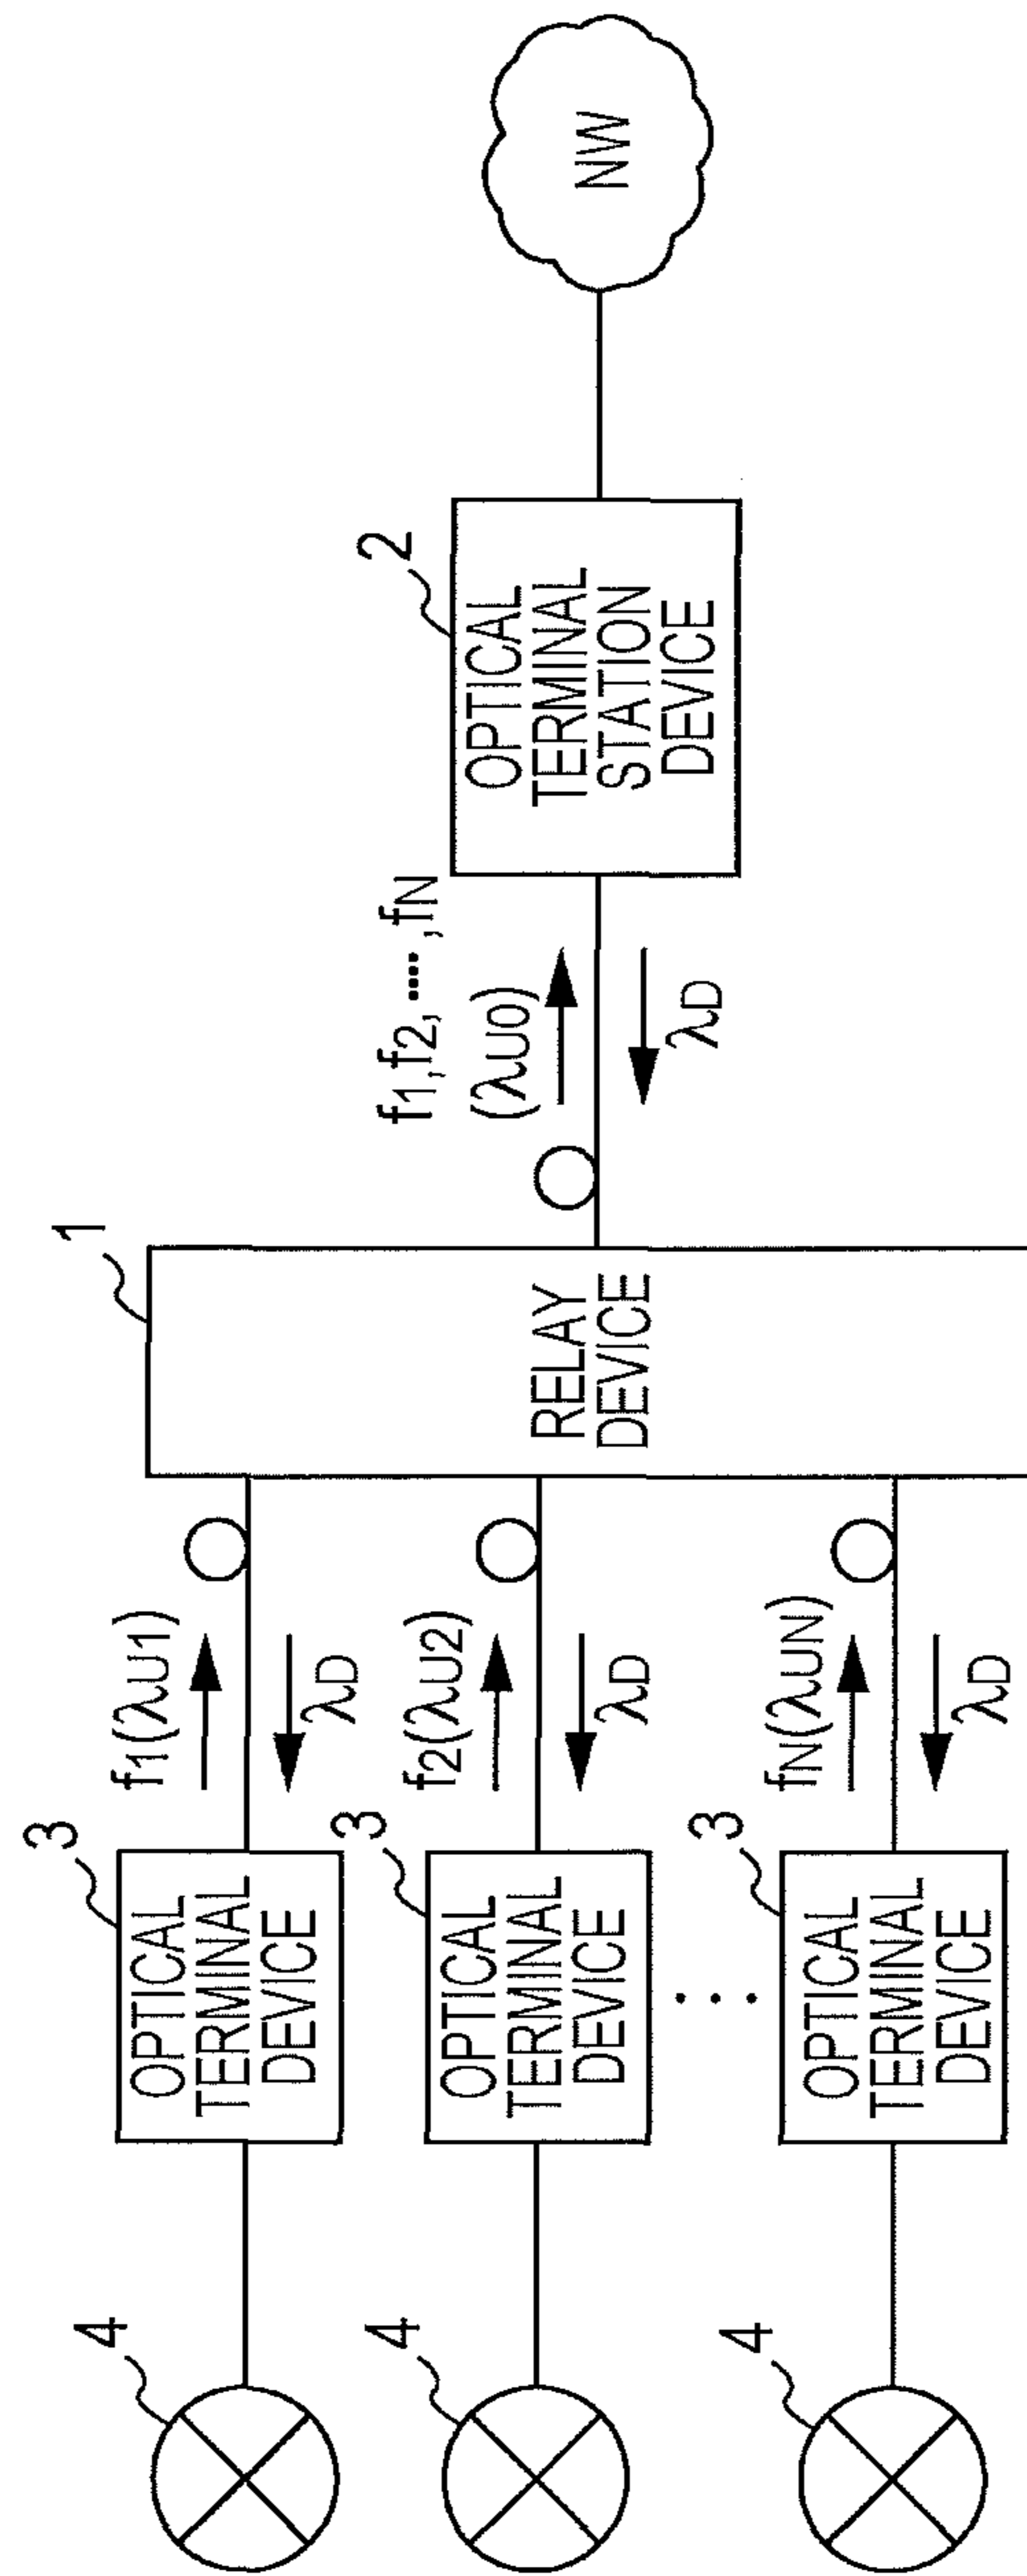 4
3
OPTICAL
TERMINAL
DEVICE
f1(λU1)
λD
1
4
3
OPTICAL
TERMINAL
DEVICE
f2(λU2)
λD
RELAY
DEVICE
f1,f2, ····,fN
(λU0)
λD
2
OPTICAL
TERMINAL
STATION
DEVICE
NW
4
3
OPTICAL
TERMINAL
DEVICE
fN(λUN)
λD